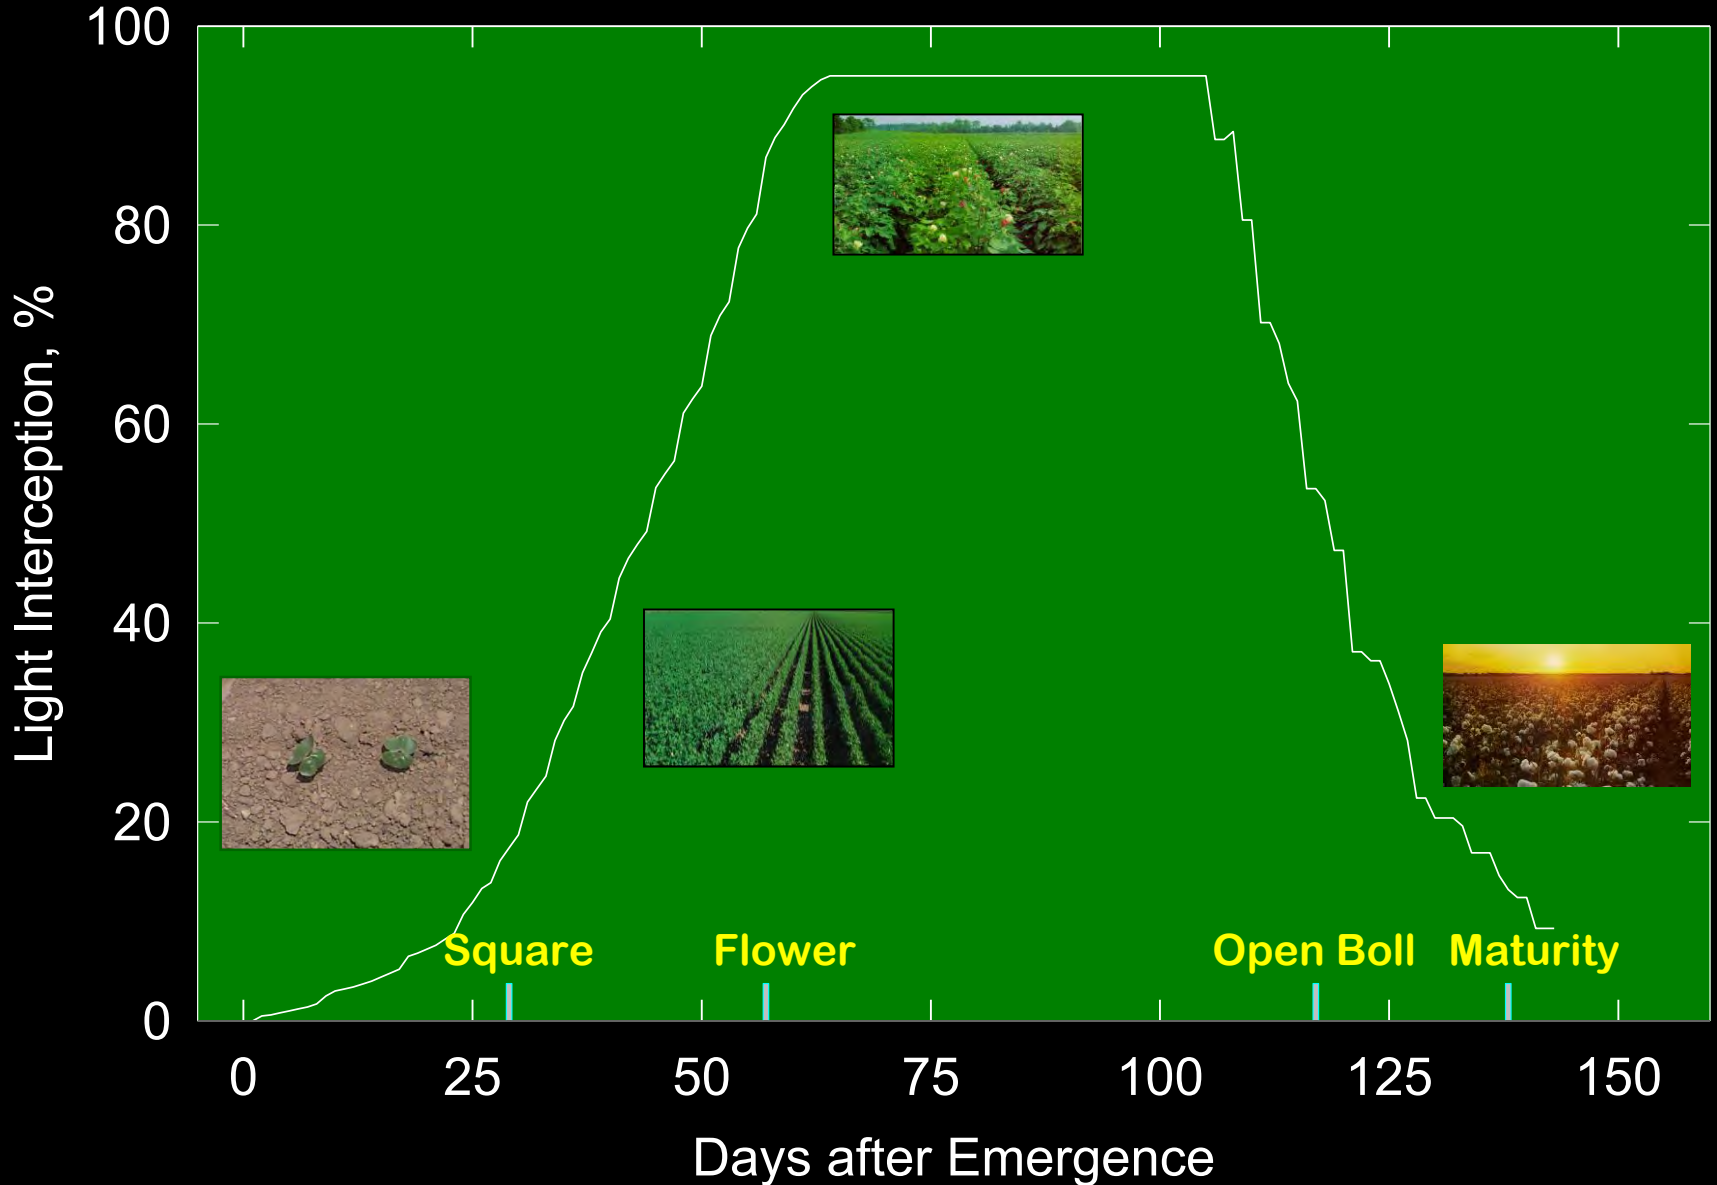 100
80
60
40
20
0
Light Interception, %
Square
Flower
Open Boll
Maturity
0 25 50 75 100 125 150
Days after Emergence